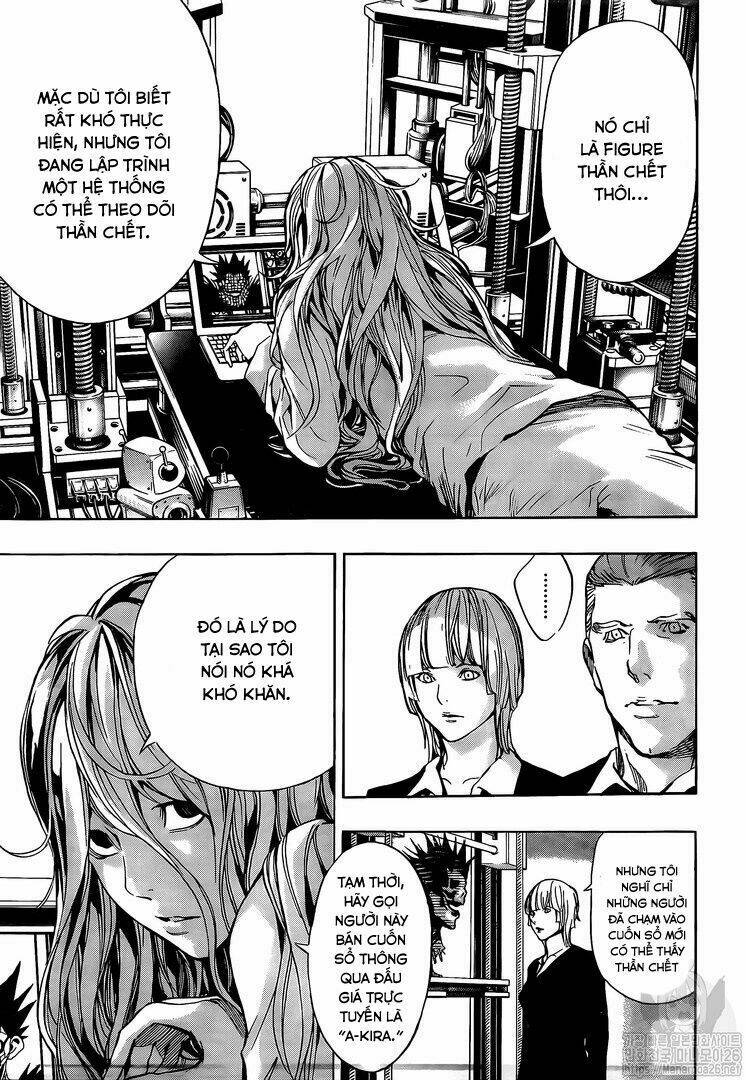 NÓ CHỈ
LÀ FIGURE
THẦN CHẾT
THÔI...
MẶC DÙ TÔI BIẾT
RẤT KHÓ THỰC
HIỆN, NHƯNG TÔI
ĐANG LẬP TRÌNH
MỘT HỆ THỐNG
CÓ THỂ THEO DÕI
THẦN CHẾT.
........
ĐÓ LÀ LÝ DO
TẠI SAO TÔI
NÓI NÓ KHÁ
KHÓ KHĂN.
NHƯNG TÔI
NGHĨ CHỈ
NHỮNG NGƯỜI
ĐÃ CHẠM VÀO
CUỐN SỔ MỚI
CÓ THỂ THẤY
THẦN CHẾT
TẠM THỜI,
HÃY GỌI
NGƯỜI NÀY
BÁN CUỐN
SỔ THÔNG
QUA ĐẤU
GIÁ TRỰC
TUYẾN LÀ
"A-KIRA."